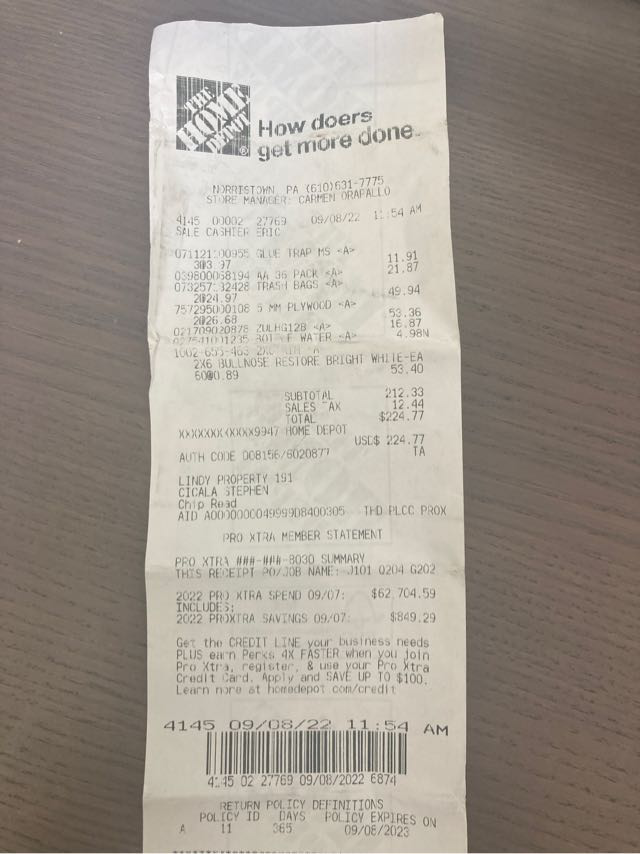 THE
HOME
DEPOT
How doers
get more done.
NORRISTOWN, PA (610)631-7775
STORE MANAGER: CARMEN ORAPALLO
4145 00002 27769 09/08/22 11:54 AM
SALE CASHIER ERIC
071121100955 GLUE TRAP MS <A>
3@3.97 11.91
039800058194 AA 36 PACK <A> 21.87
073257132428 TRASH BAGS <A>
2@24.97 49.94
757295000108 5 MM PLYWOOD <A>
2@26.68 53.36
021709020878 ZULHG128 <A> 16.87
WATER <A> 4.98N
2X6 BULLNOSE RESTORE BRIGHT WHITE-EA
60@0.89 53.40
SUBTOTAL 212.33
SALES TAX 12.44
TOTAL $224.77
XXXXXXXXXXXX9947 HOME DEPOT
USD$ 224.77
AUTH CODE 008156/6020877 TA
LINDY PROPERTY 191
CICALA STEPHEN
Chip Read
AID A0000000049999D8400305 THD PLCC PROX
PRO XTRA MEMBER STATEMENT
PRO XTRA ###-###-8030 SUMMARY
THIS RECEIPT PO/JOB NAME: J101 Q204 G202
2022 PRO XTRA SPEND 09/07: $62,704.59
INCLUDES:
2022 PROXTRA SAVINGS 09/07: $849.29
Get the CREDIT LINE your business needs
PLUS earn Perks 4X FASTER when you join
Pro Xtra, register, & use your Pro Xtra
Credit Card. Apply and SAVE UP TO $100.
Learn more at homedepot.com/credit
4145 09/08/22 11:54 AM
4145 02 27769 09/08/2022 6874
RETURN POLICY DEFINITIONS
POLICY ID DAYS POLICY EXPIRES ON
A 11 365 09/08/2023